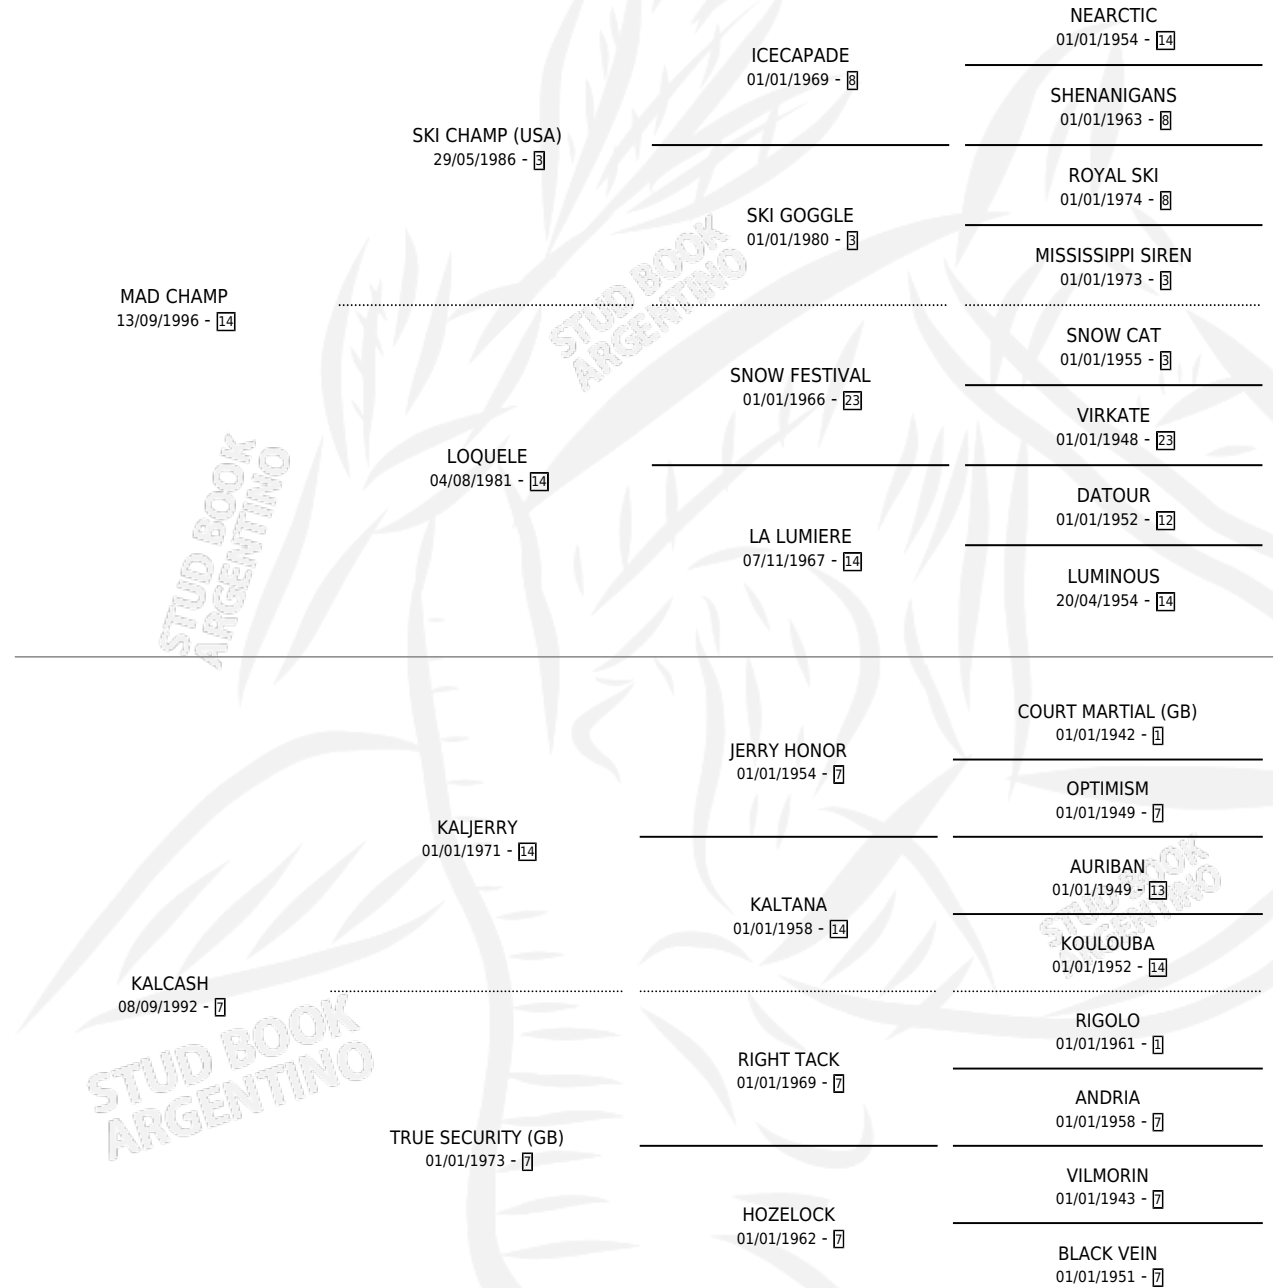 NEARCTIC
01/01/1954 - 14
ICECAPADE
01/01/1969 - 8
SHENANIGANS
01/01/1963 - 8
SKI CHAMP (USA)
29/05/1986 - 3
ROYAL SKI
01/01/1974 - 8
SKI GOGGLE
01/01/1980 - 3
MISSISSIPPI SIREN
01/01/1973 - 3
MAD CHAMP
13/09/1996 - 14
SNOW CAT
01/01/1955 - 3
SNOW FESTIVAL
01/01/1966 - 23
VIRKATE
01/01/1948 - 23
LOQUELE
04/08/1981 - 14
DATOUR
01/01/1952 - 12
LA LUMIERE
07/11/1967 - 14
LUMINOUS
20/04/1954 - 14
COURT MARTIAL (GB)
01/01/1942 - 1
JERRY HONOR
01/01/1954 - 7
OPTIMISM
01/01/1949 - 7
KALJERRY
01/01/1971 - 14
AURIBAN
01/01/1949 - 13
KALTANA
01/01/1958 - 14
KOULOUBA
01/01/1952 - 14
KALCASH
08/09/1992 - 7
RIGOLO
01/01/1961 - 1
RIGHT TACK
01/01/1969 - 7
ANDRIA
01/01/1958 - 7
TRUE SECURITY (GB)
01/01/1973 - 7
VILMORIN
01/01/1943 - 7
HOZELOCK
01/01/1962 - 7
BLACK VEIN
01/01/1951 - 7
STUD BOOK
ARGENTINO
STUD BOOK
ARGENTINO
STUD BOOK
ARGENTINO
STUD BOOK
ARGENTINO